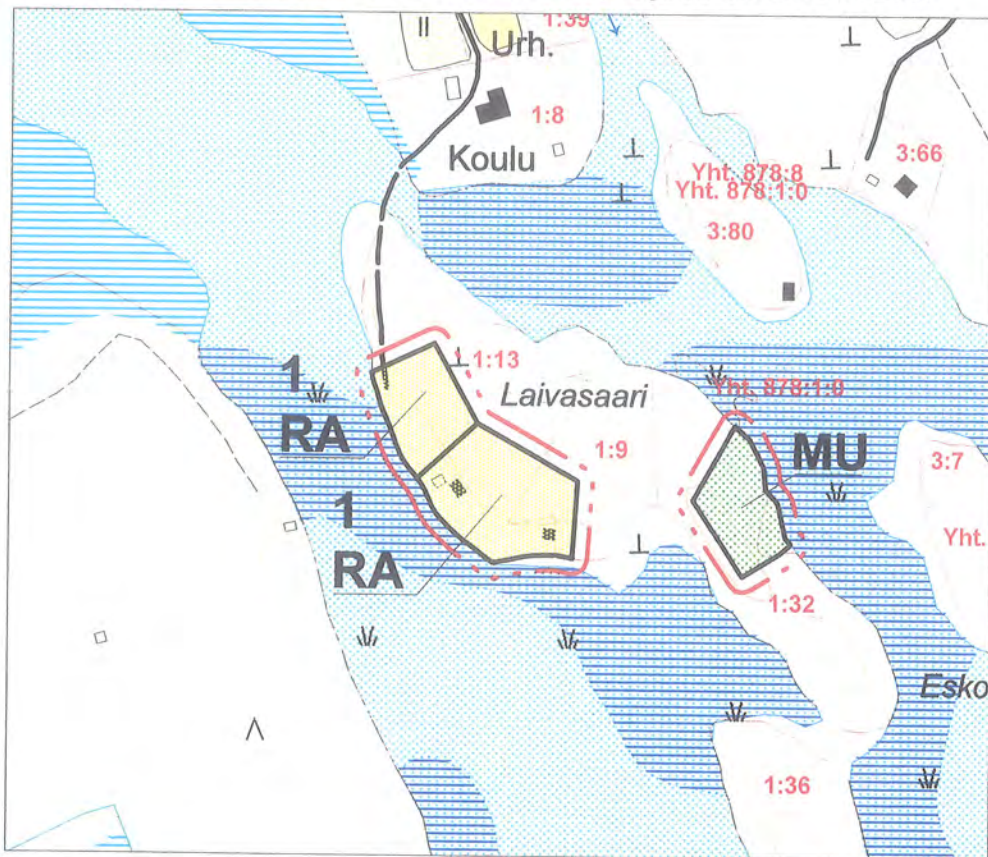 1:39
II
Urh.
1:8
Koulu
3:66
Yht. 878:8
Yht. 878:1:0
3:80
1:13
1
Laivasaari
Yht. 878:1:0
RA
1:9
MU
3:7
1
Yht.
RA
1:32
Esko
1:36